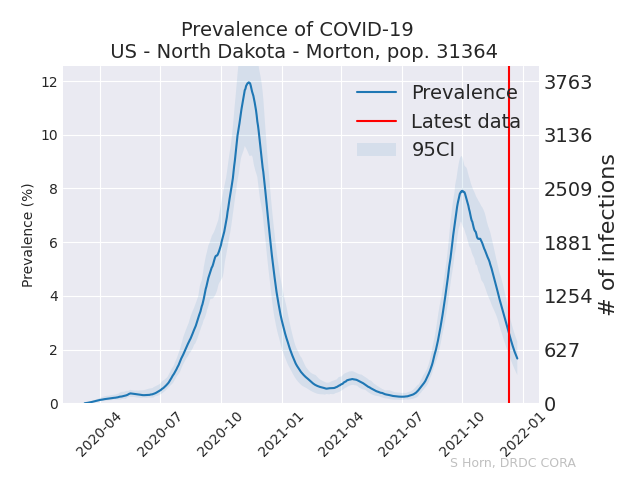 Prevalence of COVID-19
US - North Dakota - Morton, pop. 31364
Prevalence
Latest data
95CI
Prevalence (%)
12
10
8
6
4
2
0
3763
3136
2509
1881
1254
627
0
# of infections
2020-04
2020-07
2020-10
2021-01
2021-04
2021-07
2021-10
2022-01
S Horn, DRDC CORA